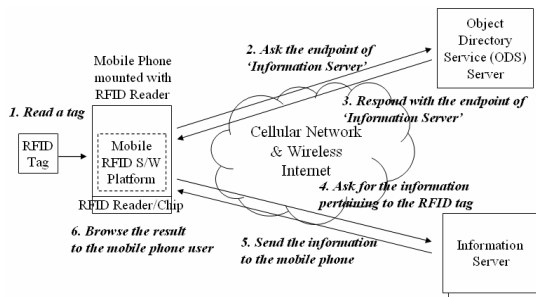 Mobile Phone
mounted with
RFID Reader
1. Read a tag
RFID
Tag
Mobile
RFID S/W
Platform
RFID Reader/Chip
2. Ask the endpoint of
‘Information Server’
Object
Directory
Service (ODS)
Server
3. Respond with the endpoint of
‘Information Server’
Cellular Network
& Wireless
Internet
4. Ask for the information
pertaining to the RFID tag
5. Send the information
to the mobile phone
6. Browse the result
to the mobile phone user
Information
Server